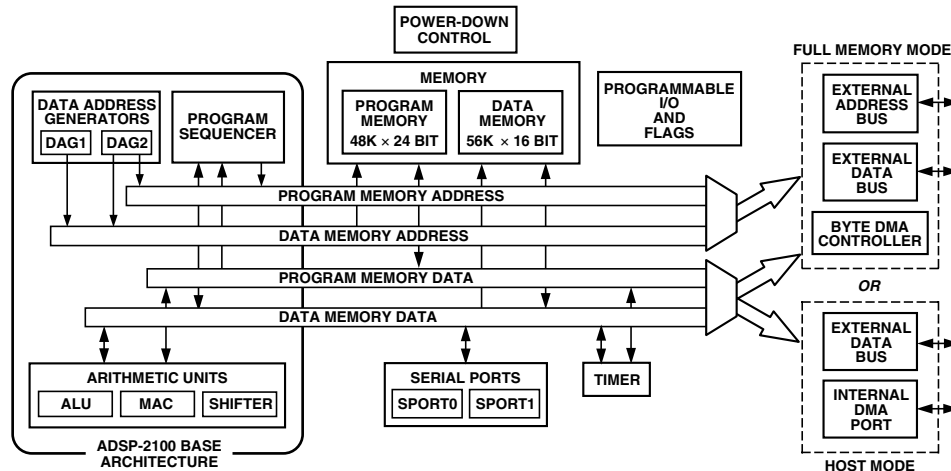 POWER-DOWN
CONTROL
FULL MEMORY MODE
MEMORY
PROGRAM
MEMORY
48K × 24 BIT
DATA
MEMORY
56K × 16 BIT
PROGRAMMABLE
I/O
AND
FLAGS
EXTERNAL
ADDRESS
BUS
EXTERNAL
DATA
BUS
BYTE DMA
CONTROLLER
DATA ADDRESS
GENERATORS
DAG1
DAG2
PROGRAM
SEQUENCER
PROGRAM MEMORY ADDRESS
DATA MEMORY ADDRESS
PROGRAM MEMORY DATA
DATA MEMORY DATA
OR
EXTERNAL
DATA
BUS
INTERNAL
DMA
PORT
HOST MODE
ARITHMETIC UNITS
ALU
MAC
SHIFTER
SERIAL PORTS
SPORT0
SPORT1
TIMER
ADSP-2100 BASE
ARCHITECTURE